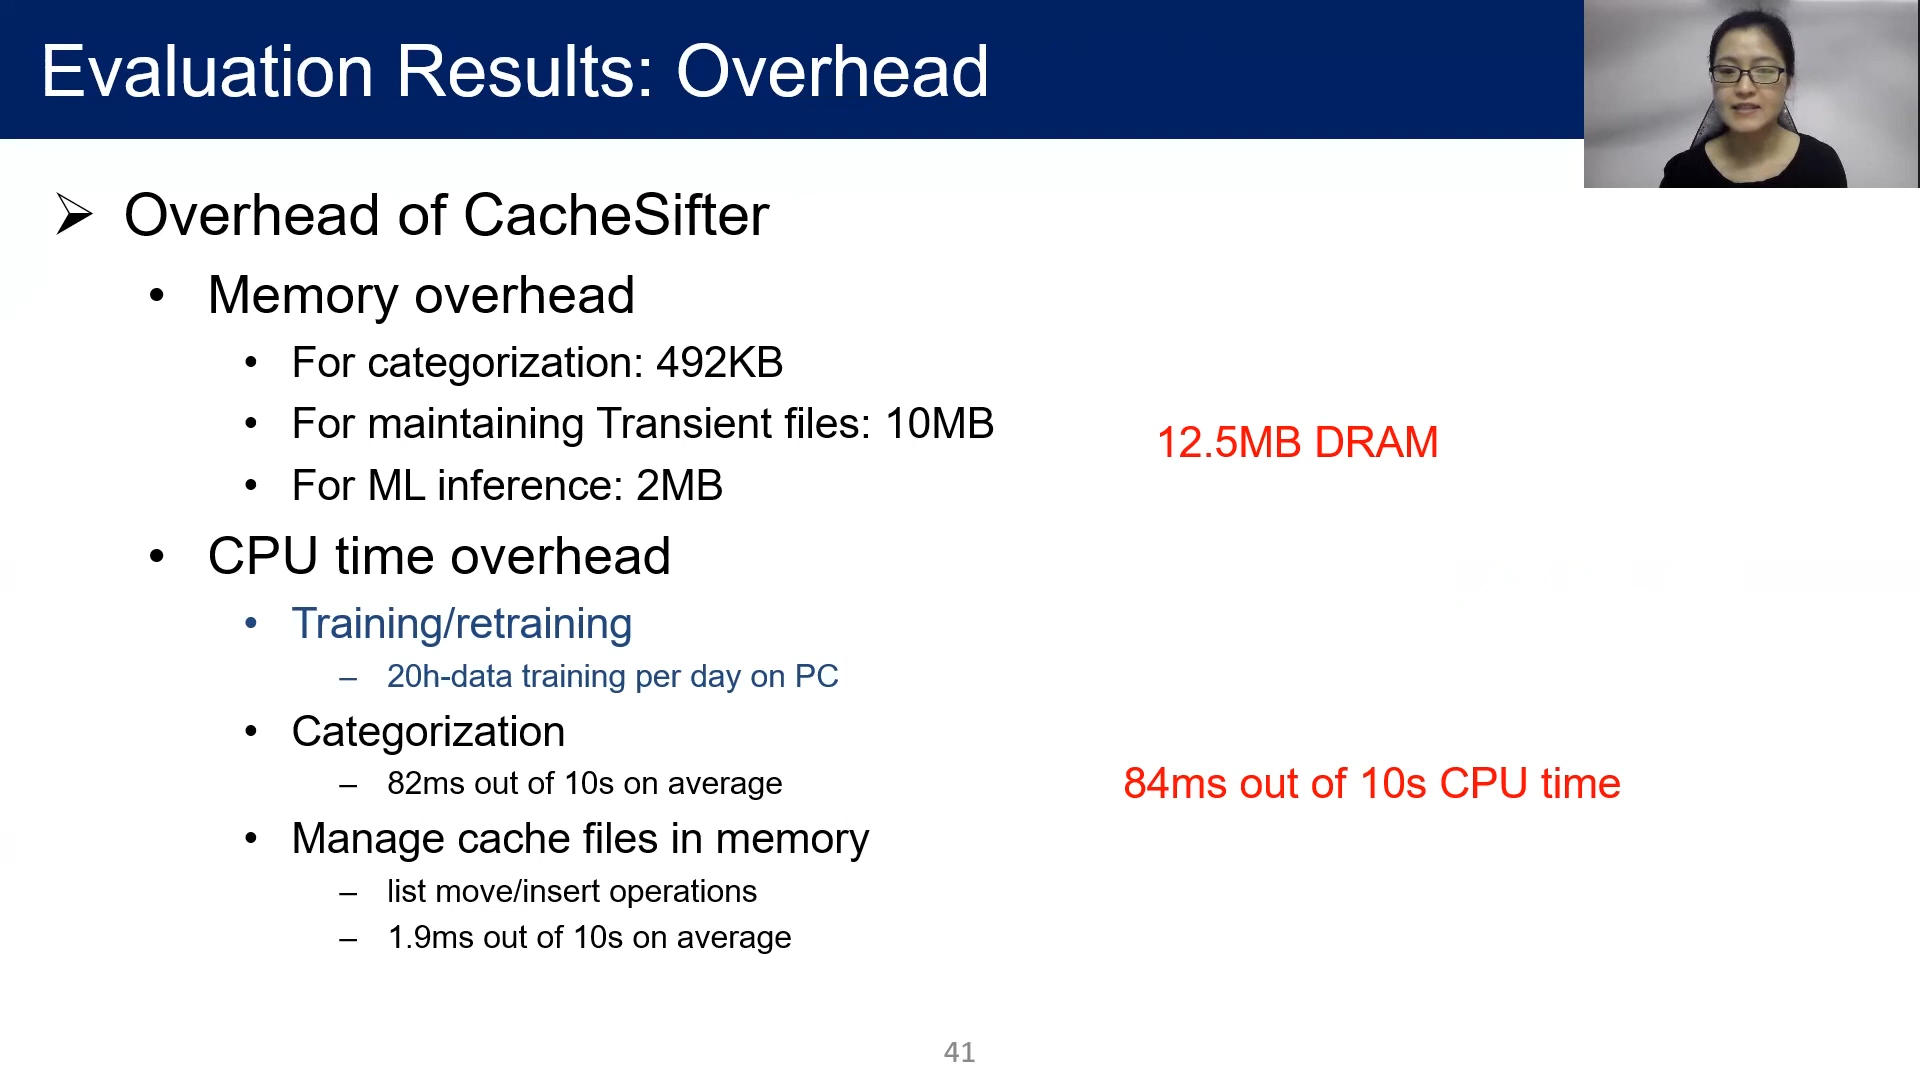 Evaluation Results: Overhead
➢ Overhead of CacheSifter
• Memory overhead
• For categorization: 492KB
• For maintaining Transient files: 10MB
12.5MB DRAM
• For ML inference: 2MB
• CPU time overhead
• Training/retraining
– 20h-data training per day on PC
• Categorization
– 82ms out of 10s on average
84ms out of 10s CPU time
• Manage cache files in memory
– list move/insert operations
– 1.9ms out of 10s on average
41